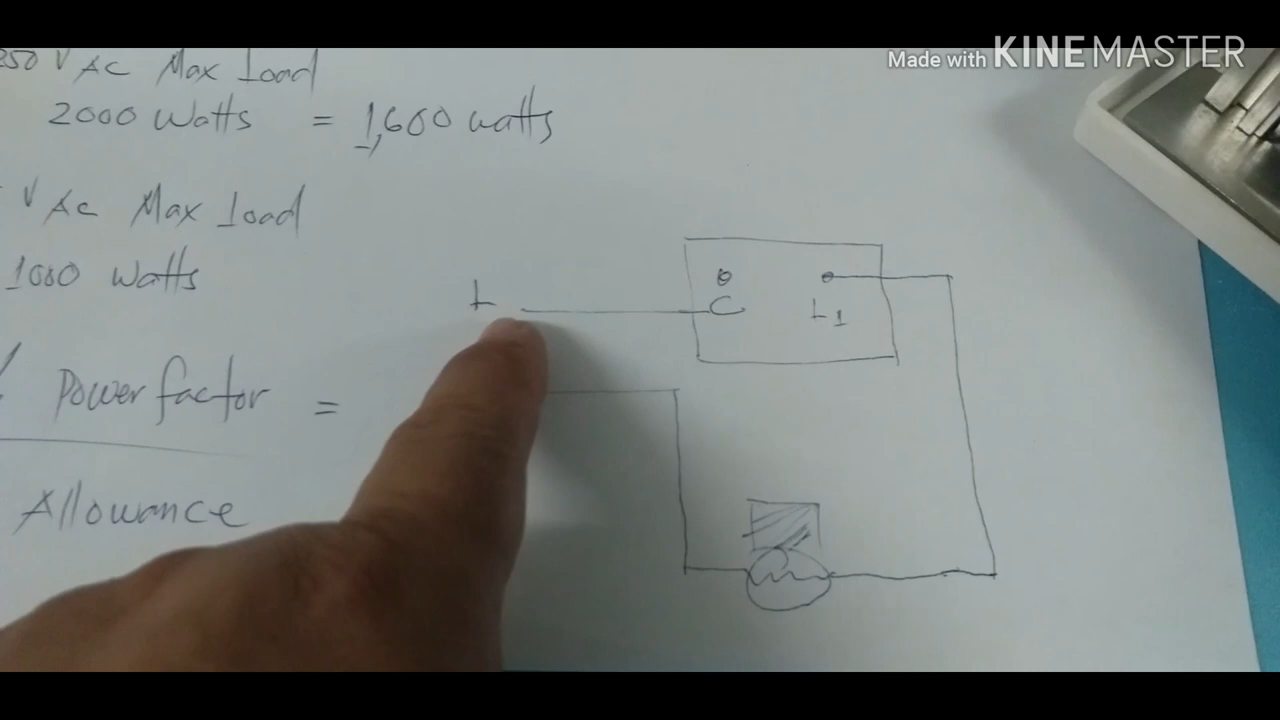 Made with KINEMASTER
250 V AC Max Load
2000 Watts = 1,600 watts
V Ac Max Load
1000 Watts
L
C L1
Power factor =
Allowance